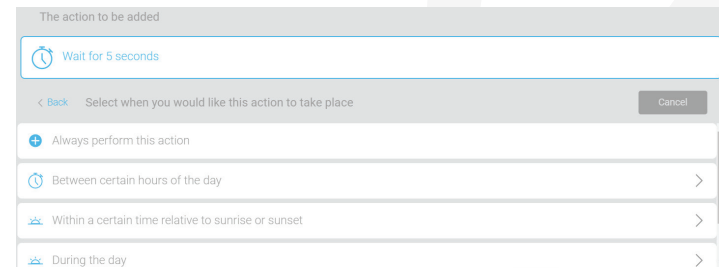 The action to be added
Wait for 5 seconds
< Back Select when you would like this action to take place Cancel
Always perform this action
Between certain hours of the day
Within a certain time relative to sunrise or sunset
During the day